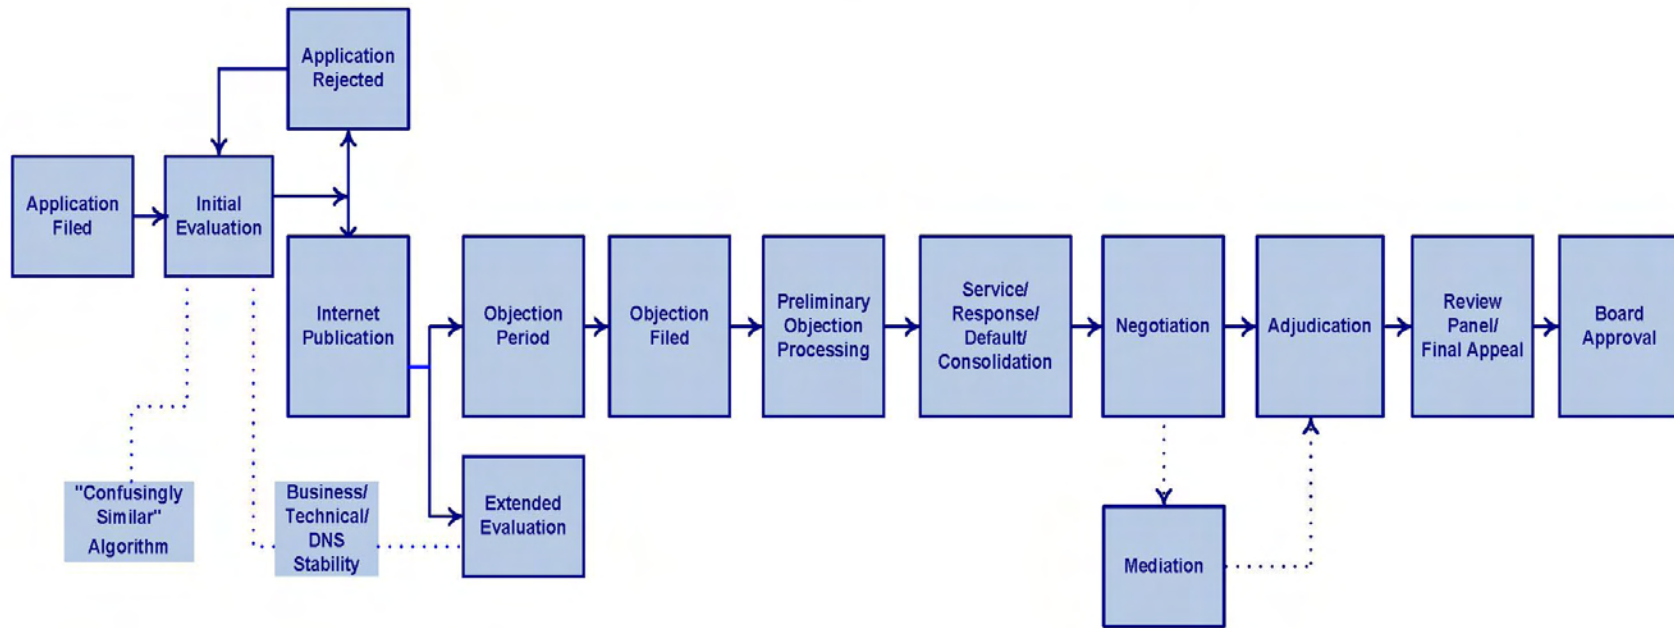 Application
Rejected
Application
Filed
Initial
Evaluation
Internet
Publication
Objection
Period
Objection
Filed
Preliminary
Objection
Processing
Service/
Response/
Default/
Consolidation
Negotiation
Adjudication
Review
Panel/
Final Appeal
Board
Approval
"Confusingly
Similar"
Algorithm
Business/
Technical/
DNS
Stability
Extended
Evaluation
Mediation